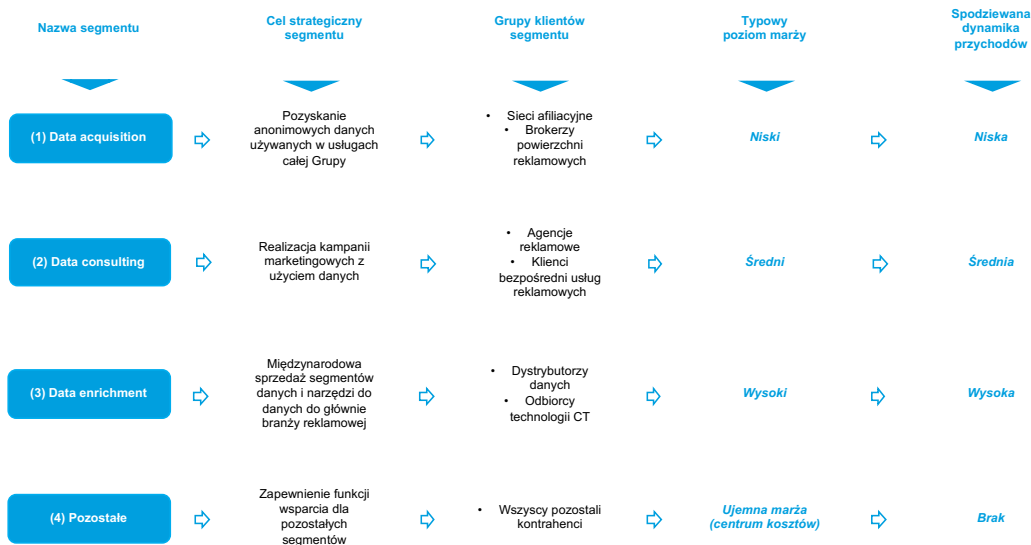 Nazwa segmentu
Cel strategiczny
segmentu
Grupy klientów
segmentu
Typowy
poziom marży
Spodziewana
dynamika
przychodów
(1) Data acquisition
Pozyskanie
anonimowych danych
używanych w usługach
całej Grupy
• Sieci afiliacyjne
• Brokerzy
powierzchni
reklamowych
Niski
Niska
(2) Data consulting
Realizacja kampanii
marketingowych z
użyciem danych
• Agencje
reklamowe
• Klienci
bezpośredni usług
reklamowych
Średni
Średnia
(3) Data enrichment
Międzynarodowa
sprzedaż segmentów
danych i narzędzi do
danych do głównie
branży reklamowej
• Dystrybutorzy
danych
• Odbiorcy
technologii CT
Wysoki
Wysoka
(4) Pozostałe
Zapewnienie funkcji
wsparcia dla
pozostałych
segmentów
• Wszyscy pozostali
kontrahenci
Ujemna marża
(centrum kosztów)
Brak